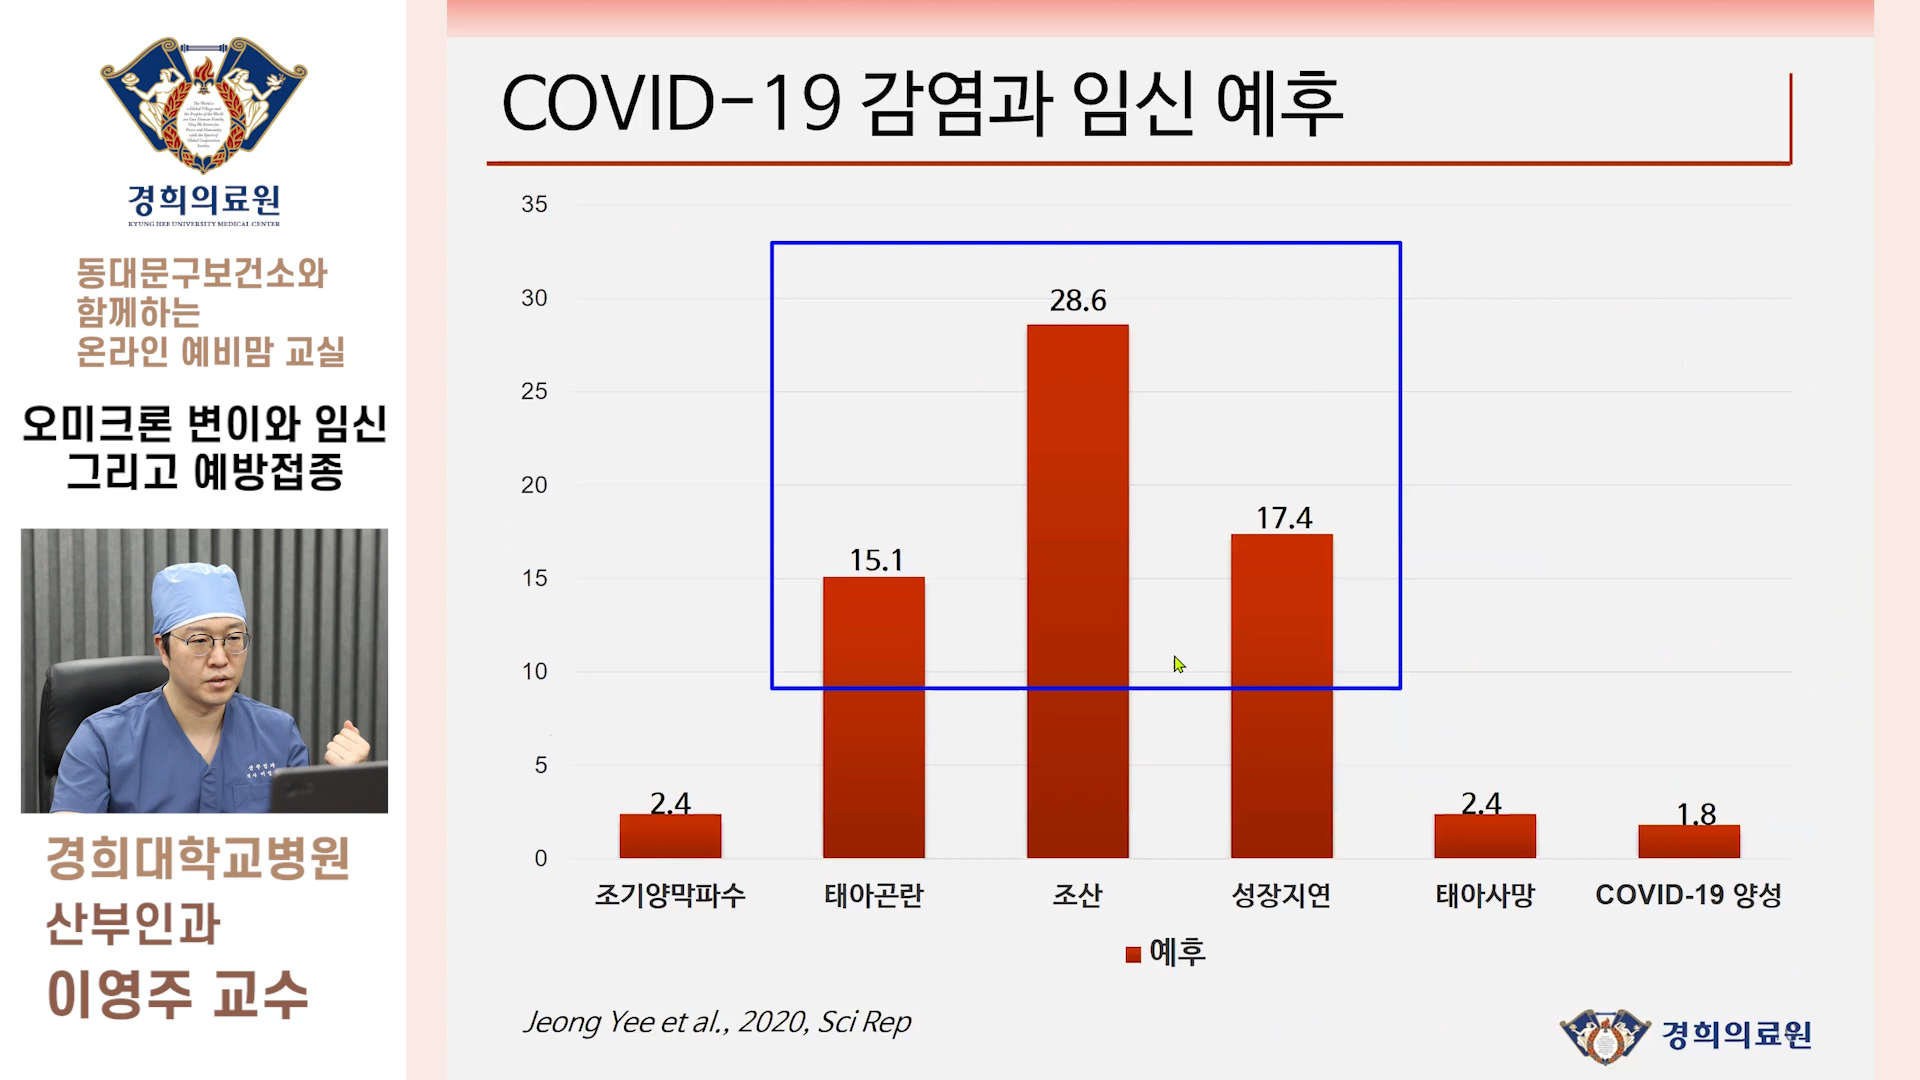 경희의료원
KYUNG HEE UNIVERSITY MEDICAL CENTER
동대문구보건소와
함께하는
온라인 예비맘 교실
오미크론 변이와 임신
그리고 예방접종
산부인과
경희대학교병원
산부인과
이영주 교수
COVID-19 감염과 임신 예후
35
30
25
20
15
10
5
0
2.4
15.1
28.6
17.4
2.4
1.8
조기양막파수
태아곤란
조산
성장지연
태아사망
COVID-19 양성
예후
Jeong Yee et al., 2020, Sci Rep
경희의료원